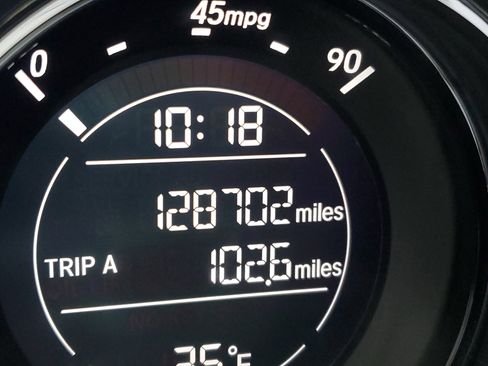 45mpg
0 90
10:18
128702 miles
TRIP A 102.6 miles
°F